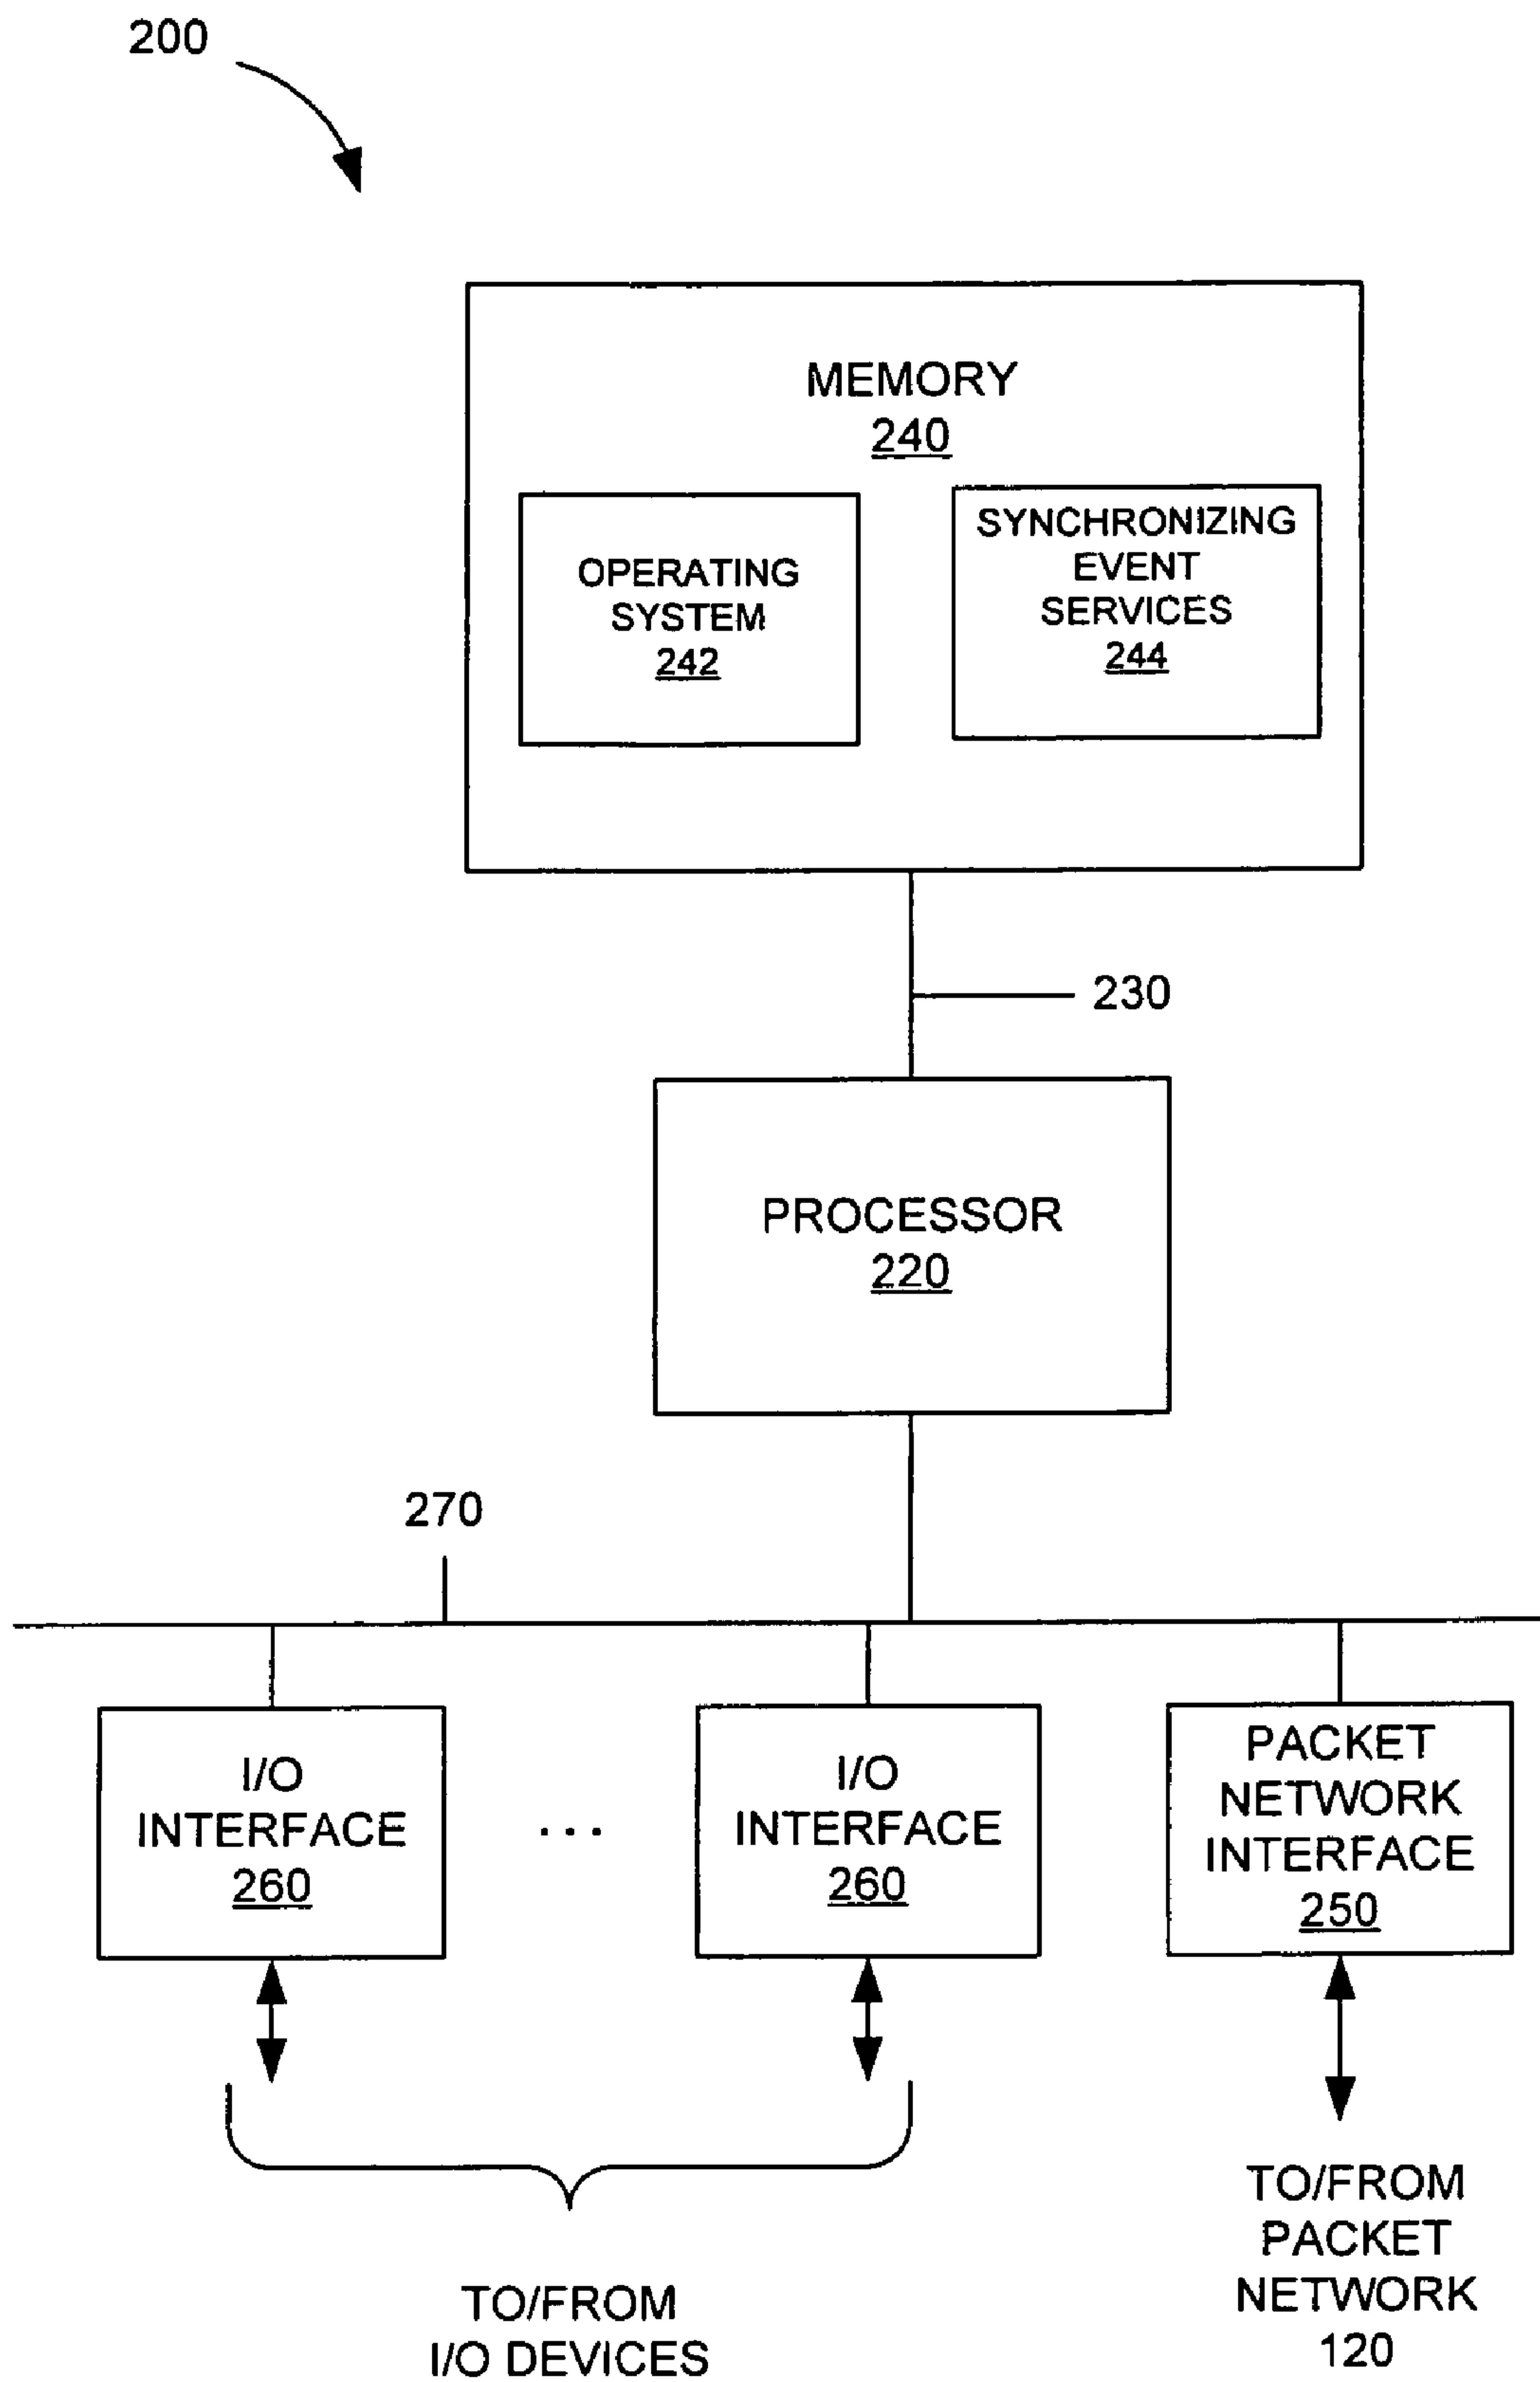 200
MEMORY
240
OPERATING
SYSTEM
242
SYNCHRONIZING
EVENT
SERVICES
244
230
PROCESSOR
220
270
I/O
INTERFACE
260
...
I/O
INTERFACE
260
PACKET
NETWORK
INTERFACE
250
TO/FROM
I/O DEVICES
TO/FROM
PACKET
NETWORK
120